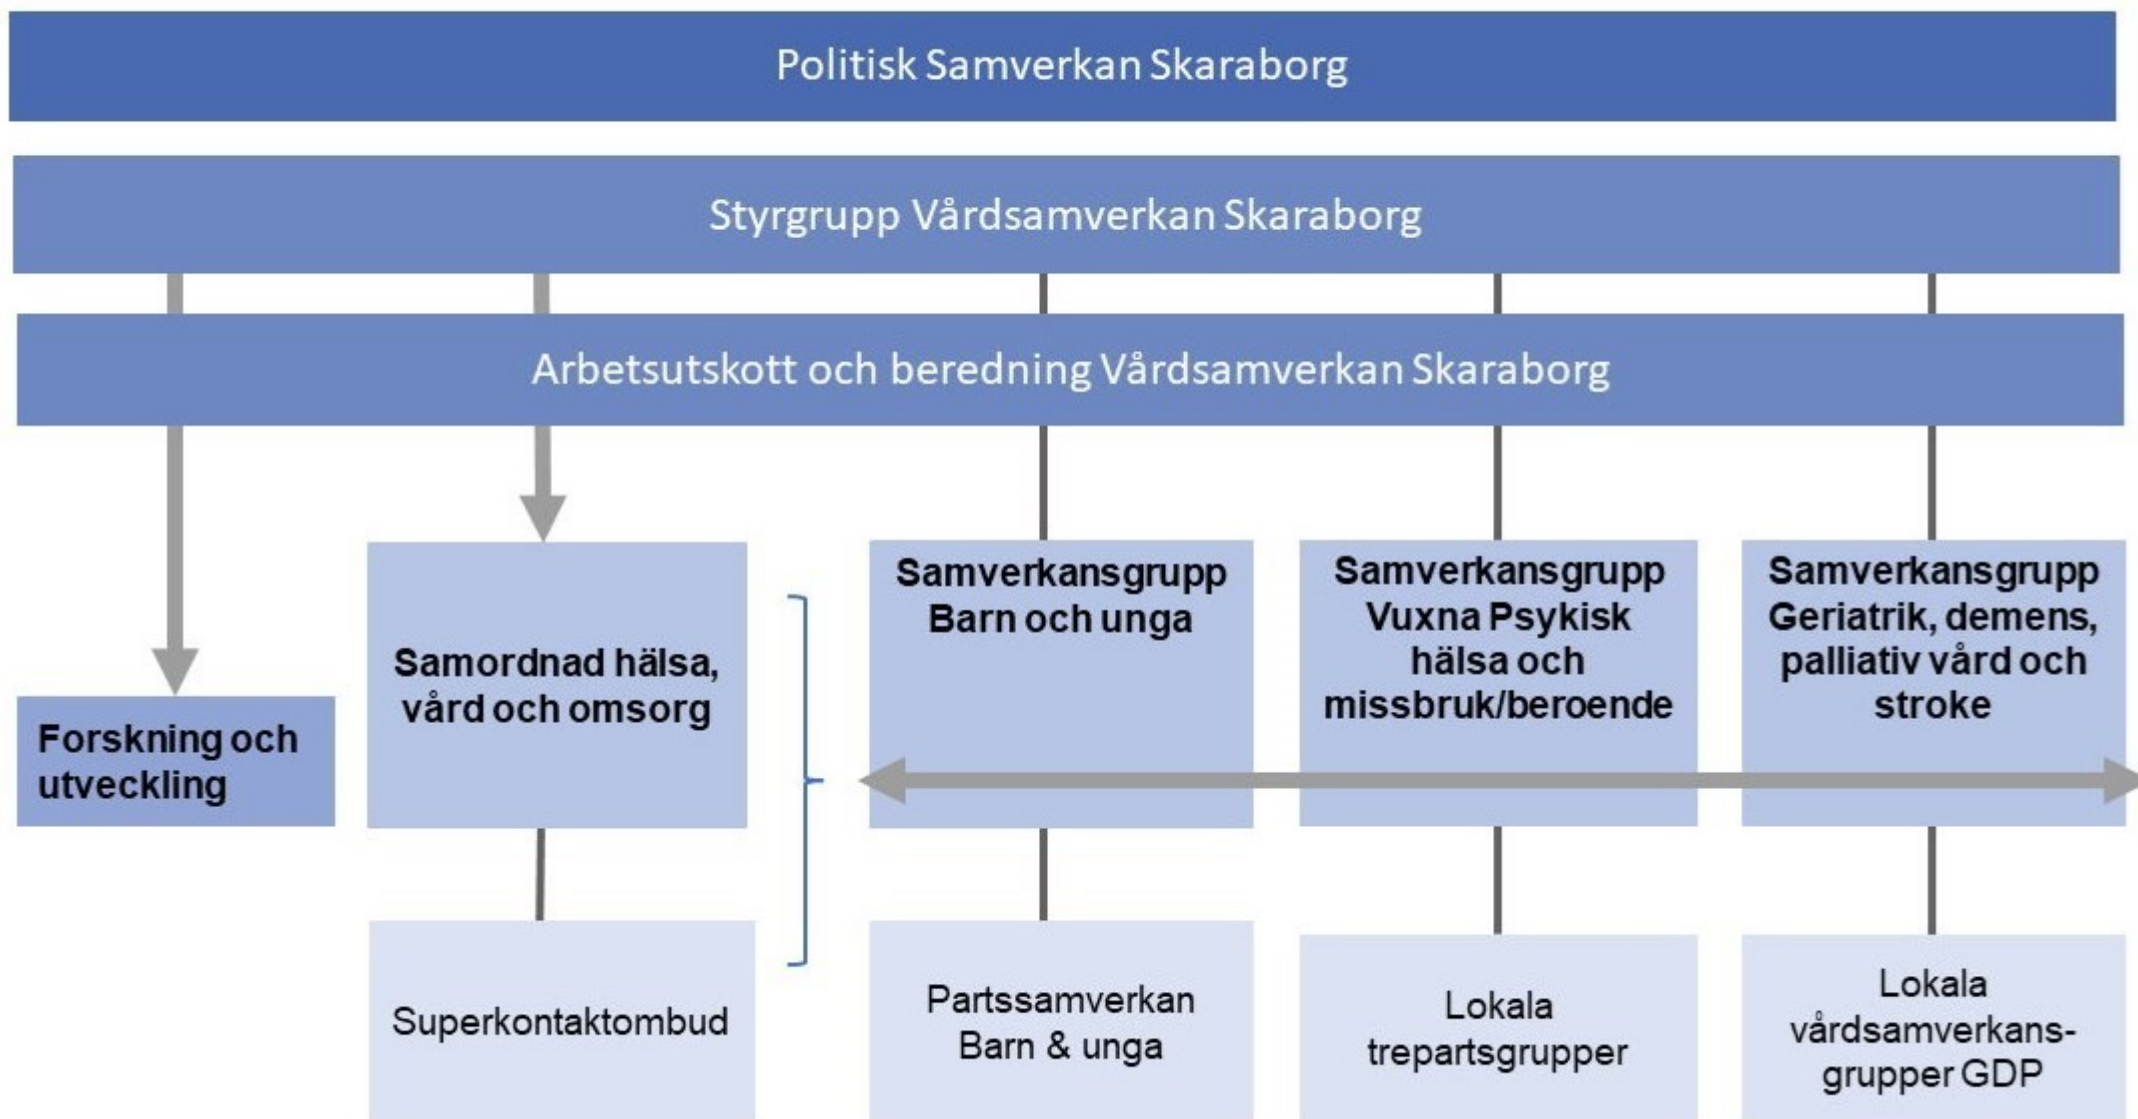 Politisk Samverkan Skaraborg
Styrgrupp Vårdsamverkan Skaraborg
Arbetsutskott och beredning Vårdsamverkan Skaraborg
Forskning och
utveckling
Samordnad hälsa,
vård och omsorg
Samverkansgrupp
Barn och unga
Samverkansgrupp
Vuxna Psykisk
hälsa och
missbruk/beroende
Samverkansgrupp
Geriatrik, demens,
palliativ vård och
stroke
Superkontaktombud
Partssamverkan
Barn & unga
Lokala
trepartsgrupper
Lokala
vårdsamverkans-
grupper GDP